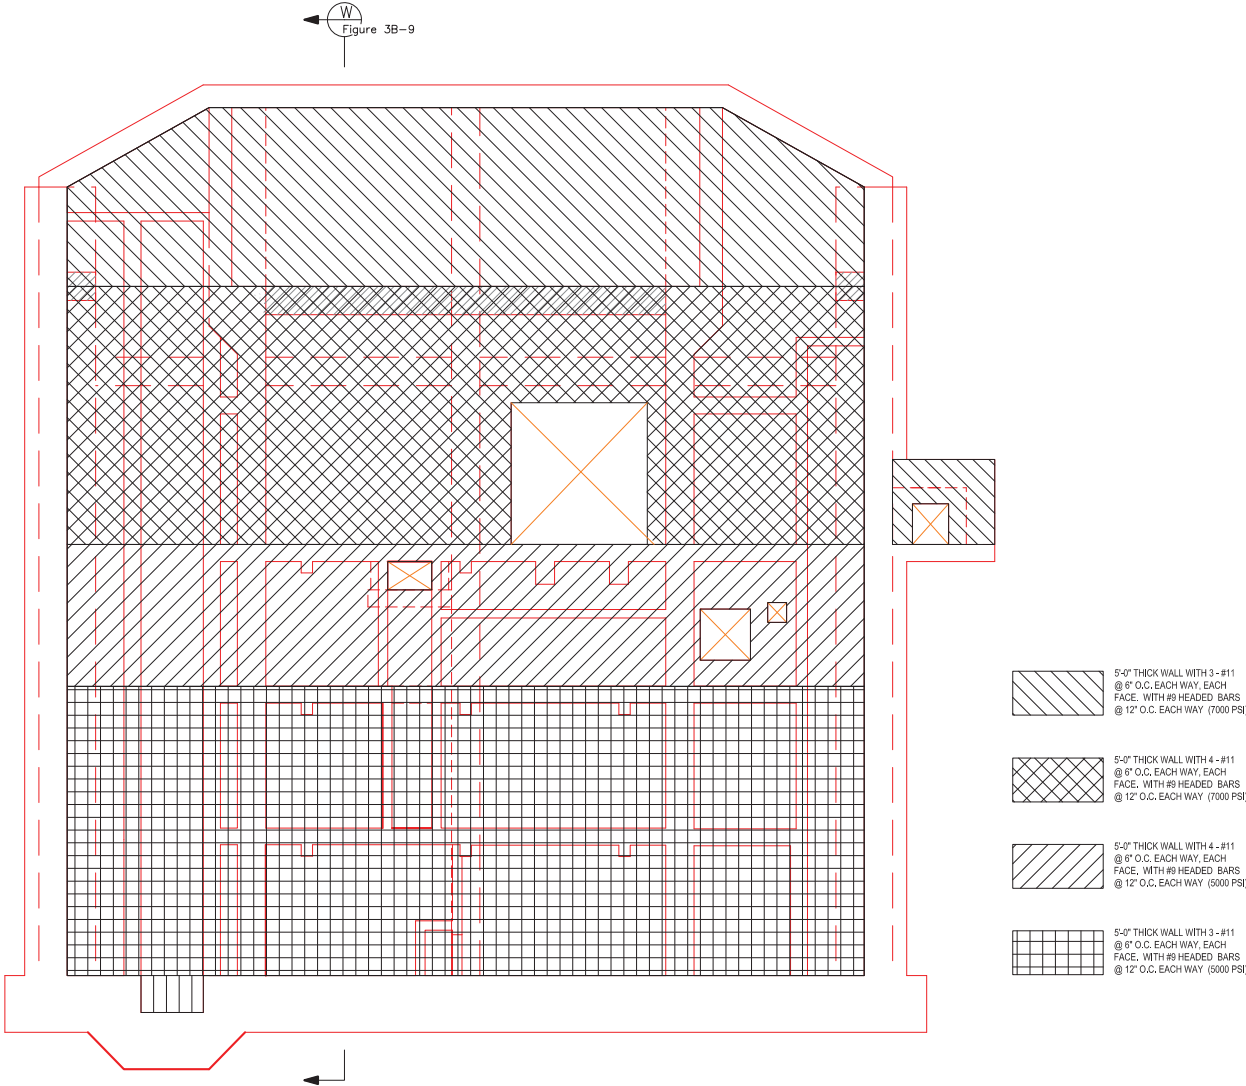 W
Figure 3B-9
5'-0" THICK WALL WITH 3 - #11
@ 6" O.C. EACH WAY, EACH
FACE. WITH #9 HEADED BARS
@ 12" O.C. EACH WAY (7000 PSI)
5'-0" THICK WALL WITH 4 - #11
@ 6" O.C. EACH WAY, EACH
FACE. WITH #9 HEADED BARS
@ 12" O.C. EACH WAY (7000 PSI)
5'-0" THICK WALL WITH 4 - #11
@ 6" O.C. EACH WAY, EACH
FACE. WITH #9 HEADED BARS
@ 12" O.C. EACH WAY (5000 PSI)
5'-0" THICK WALL WITH 3 - #11
@ 6" O.C. EACH WAY, EACH
FACE. WITH #9 HEADED BARS
@ 12" O.C. EACH WAY (5000 PSI)